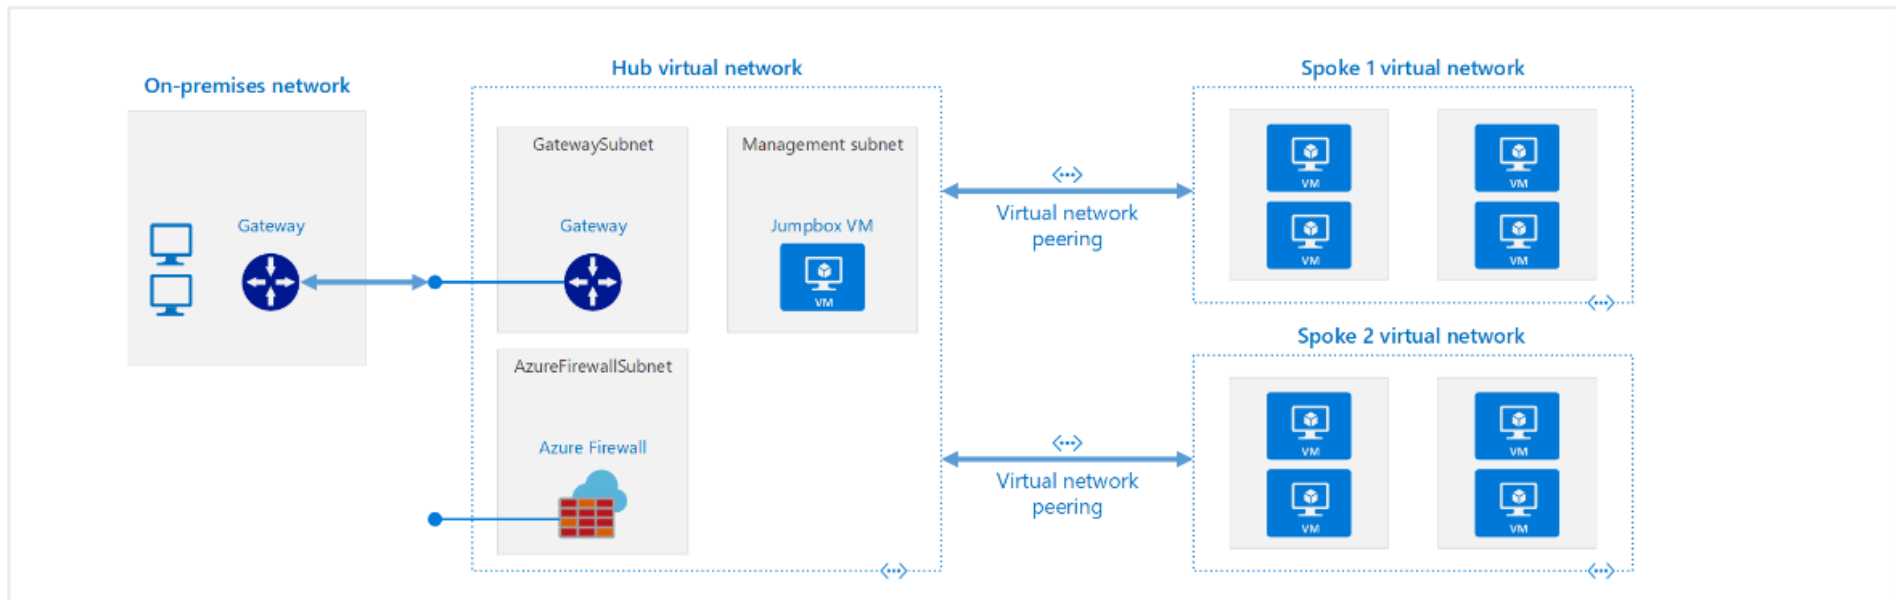 On-premises network
Gateway
Hub virtual network
GatewaySubnet
Gateway
Management subnet
Jumpbox VM
VM
AzureFirewallSubnet
Azure Firewall
Virtual network
peering
Virtual network
peering
Spoke 1 virtual network
VM
VM
VM
VM
Spoke 2 virtual network
VM
VM
VM
VM